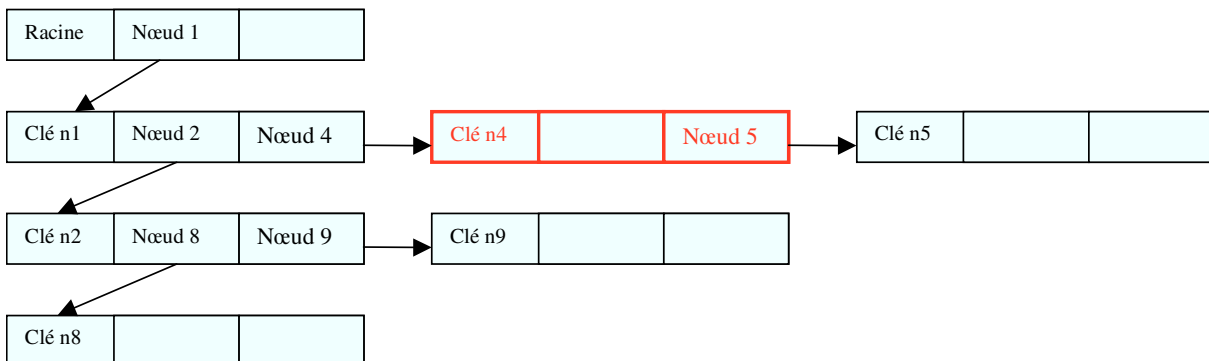 Racine Nœud 1
Clé n1 Nœud 2 Nœud 4 Clé n4 Nœud 5 Clé n5
Clé n2 Nœud 8 Nœud 9 Clé n9
Clé n8